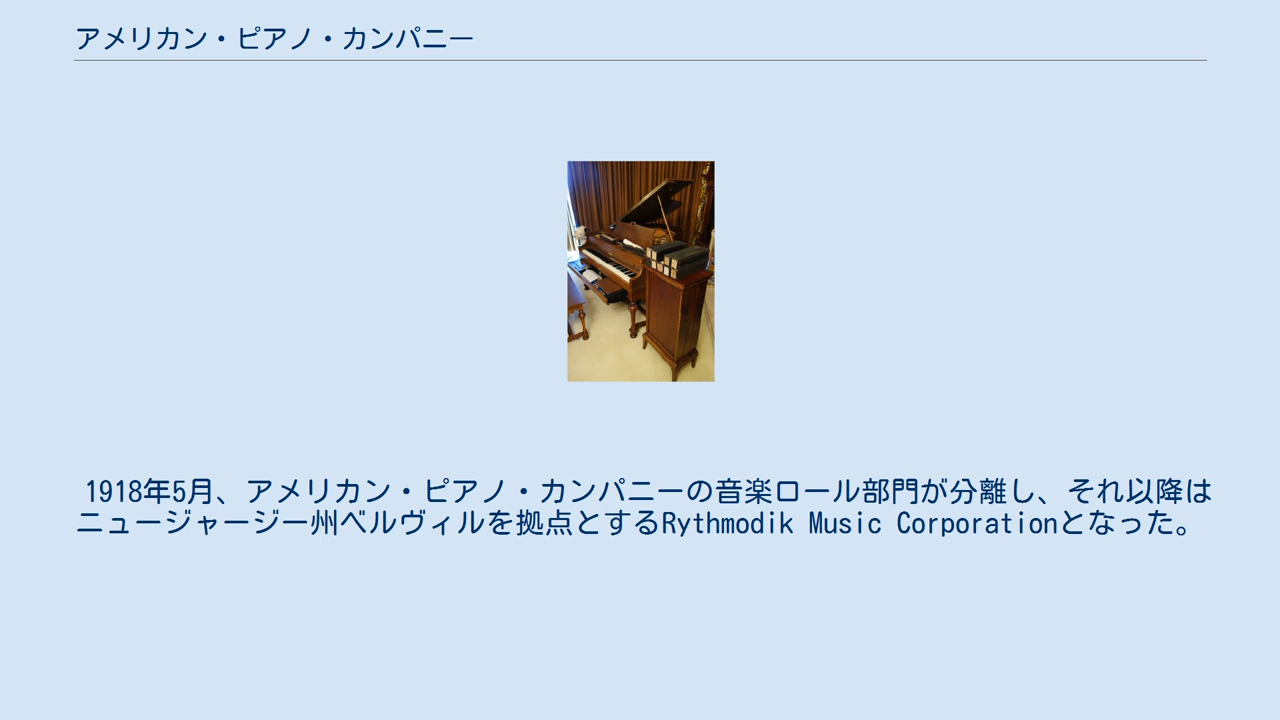 アメリカン・ピアノ・カンパニー
1918年5月、アメリカン・ピアノ・カンパニーの音楽ロール部門が分離し、それ以降は
ニュージャージー州ベルヴィルを拠点とするRythmodik Music Corporationとなった。